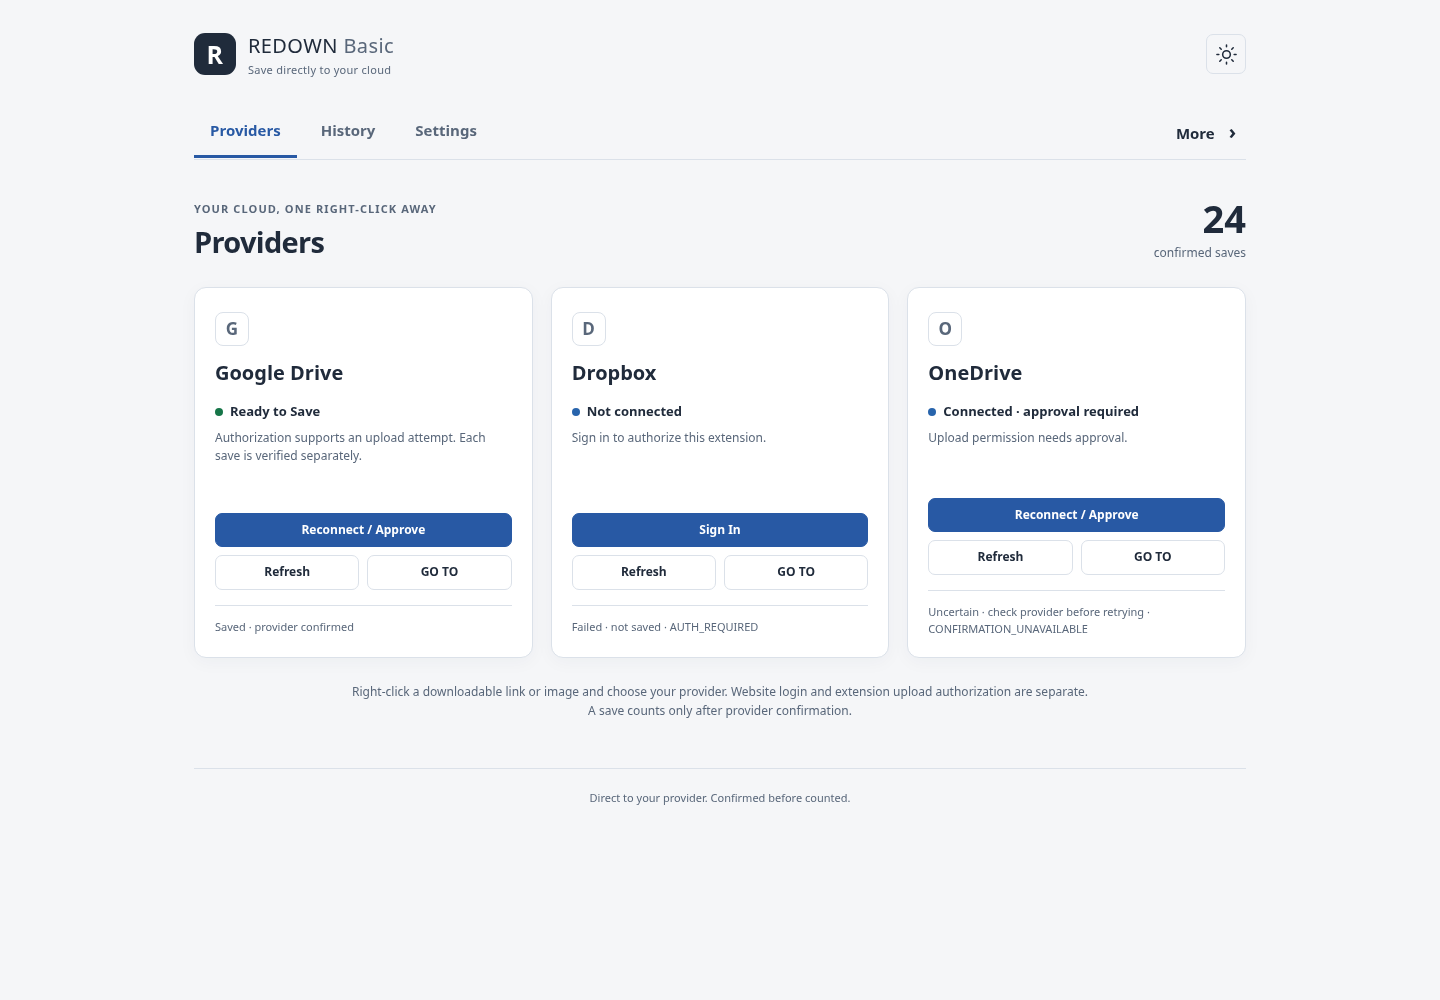 R
REDOWN Basic
Save directly to your cloud
Providers
History
Settings
More ›
YOUR CLOUD, ONE RIGHT-CLICK AWAY
Providers
24
confirmed saves
G
Google Drive
Ready to Save
Authorization supports an upload attempt. Each
save is verified separately.
Reconnect / Approve
Refresh
GO TO
Saved · provider confirmed
D
Dropbox
Not connected
Sign in to authorize this extension.
Sign In
Refresh
GO TO
Failed · not saved · AUTH_REQUIRED
O
OneDrive
Connected · approval required
Upload permission needs approval.
Reconnect / Approve
Refresh
GO TO
Uncertain · check provider before retrying ·
CONFIRMATION_UNAVAILABLE
Right-click a downloadable link or image and choose your provider. Website login and extension upload authorization are separate.
A save counts only after provider confirmation.
Direct to your provider. Confirmed before counted.